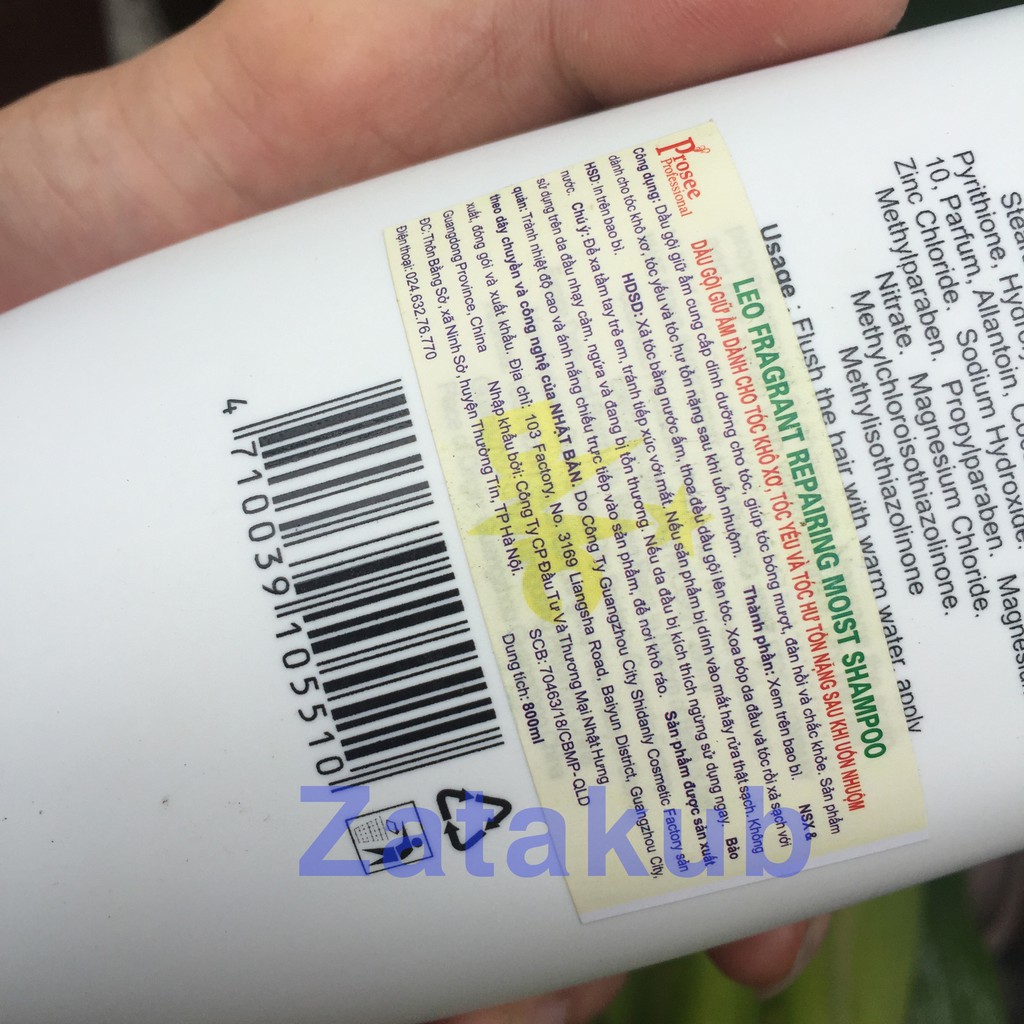 Prosee
Professional
LEO FRAGRANT REPAIRING MOIST SHAMPOO
DẦU GỘI GIỮ ẨM DÀNH CHO TÓC KHÔ XƠ, TÓC YẾU VÀ TÓC HƯ TỔN NẶNG SAU KHI UỐN NHUỘM
Công dụng: Dầu gội giữ ẩm cung cấp dinh dưỡng cho tóc, giúp tóc bóng mượt, đàn hồi và chắc khỏe. Sản phẩm
dành cho tóc khô xơ, tóc yếu và tóc hư tổn nặng sau khi uốn nhuộm. Thành phần: Xem trên bao bì. NSX &
HSD: In trên bao bì. HDSD: Xả tóc bằng nước ấm, thoa đều dầu gội lên tóc. Xoa bóp da đầu và tóc rồi xả sạch với
nước. Chú ý: Để xa tầm tay trẻ em, tránh tiếp xúc với mắt. Nếu sản phẩm bị dính vào mắt hãy rửa thật sạch. Không
sử dụng trên da đầu nhạy cảm, ngứa và đang bị tổn thương. Nếu da đầu bị kích thích ngừng sử dụng ngay. Bảo
quản: Tránh nhiệt độ cao và ánh nắng chiếu trực tiếp vào sản phẩm, để nơi khô ráo. Sản phẩm được sản xuất
theo dây chuyền và công nghệ của NHẬT BẢN. Do Công Ty Guangzhou City Shidanly Cosmetic Factory sản
xuất, đóng gói và xuất khẩu. Địa chỉ: 103 Factory, No. 3169 Liangsha Road, Baiyun District, Guangzhou City,
Guangdong Province, China Nhập khẩu bởi: Công Ty CP Đầu Tư Và Thương Mại Nhật Hưng
ĐC: Thôn Bằng Sở, xã Ninh Sở, huyện Thường Tín, TP Hà Nội. SCB: 70463/18/CBMP-QLD
Điện thoại: 024.632.76.770 Dung tích: 800ml
Pyrithione,
10, Parfum, Allantoin,
Zinc Chloride. Sodium Hydroxide.
Methylparaben. Propylparaben.
Nitrate. Magnesium Chloride.
Methylchloroisothiazolinone.
Methylisothiazolinone
Usage : Flush the hair with warm water, apply
4 710039 105510
Zatakub